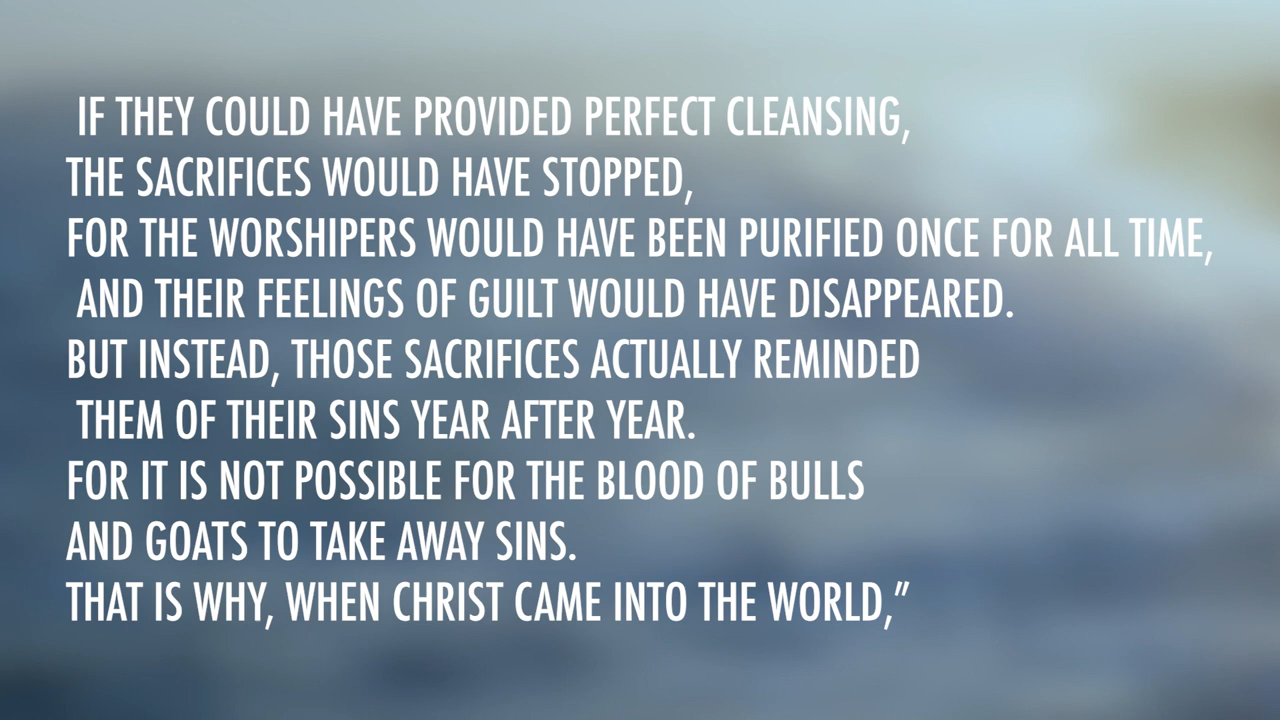 IF THEY COULD HAVE PROVIDED PERFECT CLEANSING,
THE SACRIFICES WOULD HAVE STOPPED,
FOR THE WORSHIPERS WOULD HAVE BEEN PURIFIED ONCE FOR ALL TIME,
AND THEIR FEELINGS OF GUILT WOULD HAVE DISAPPEARED.
BUT INSTEAD, THOSE SACRIFICES ACTUALLY REMINDED
THEM OF THEIR SINS YEAR AFTER YEAR.
FOR IT IS NOT POSSIBLE FOR THE BLOOD OF BULLS
AND GOATS TO TAKE AWAY SINS.
THAT IS WHY, WHEN CHRIST CAME INTO THE WORLD,”